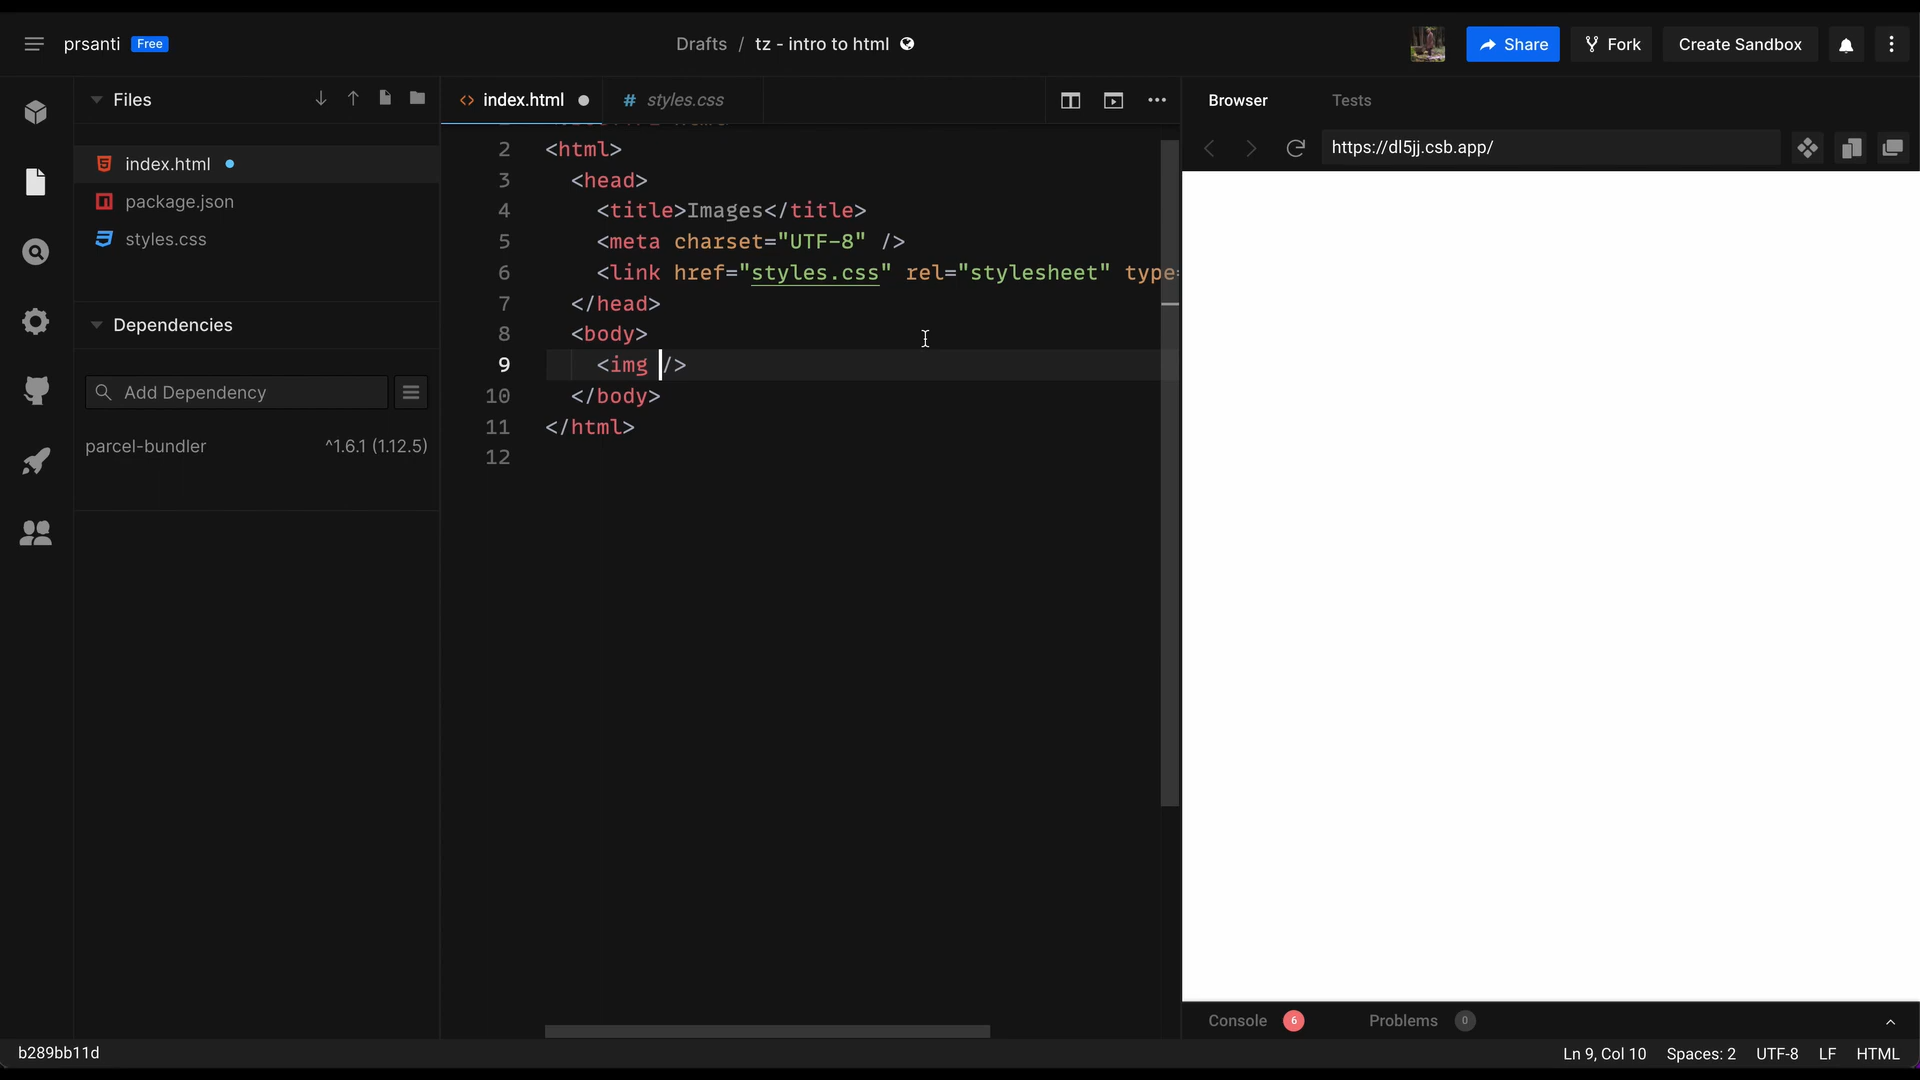 prsanti Free
Drafts / tz - intro to html
Share
Fork
Create Sandbox
Files
index.html
package.json
styles.css
Dependencies
Add Dependency
parcel-bundler ^1.6.1 (1.12.5)
<> index.html
# styles.css
2 <html>
3 <head>
4 <title>Images</title>
5 <meta charset="UTF-8" />
6 <link href="styles.css" rel="stylesheet" type=
7 </head>
8 <body>
9 <img />
10 </body>
11 </html>
12
Browser Tests
https://dl5jj.csb.app/
Console 6 Problems 0
b289bb11d
Ln 9, Col 10 Spaces: 2 UTF-8 LF HTML